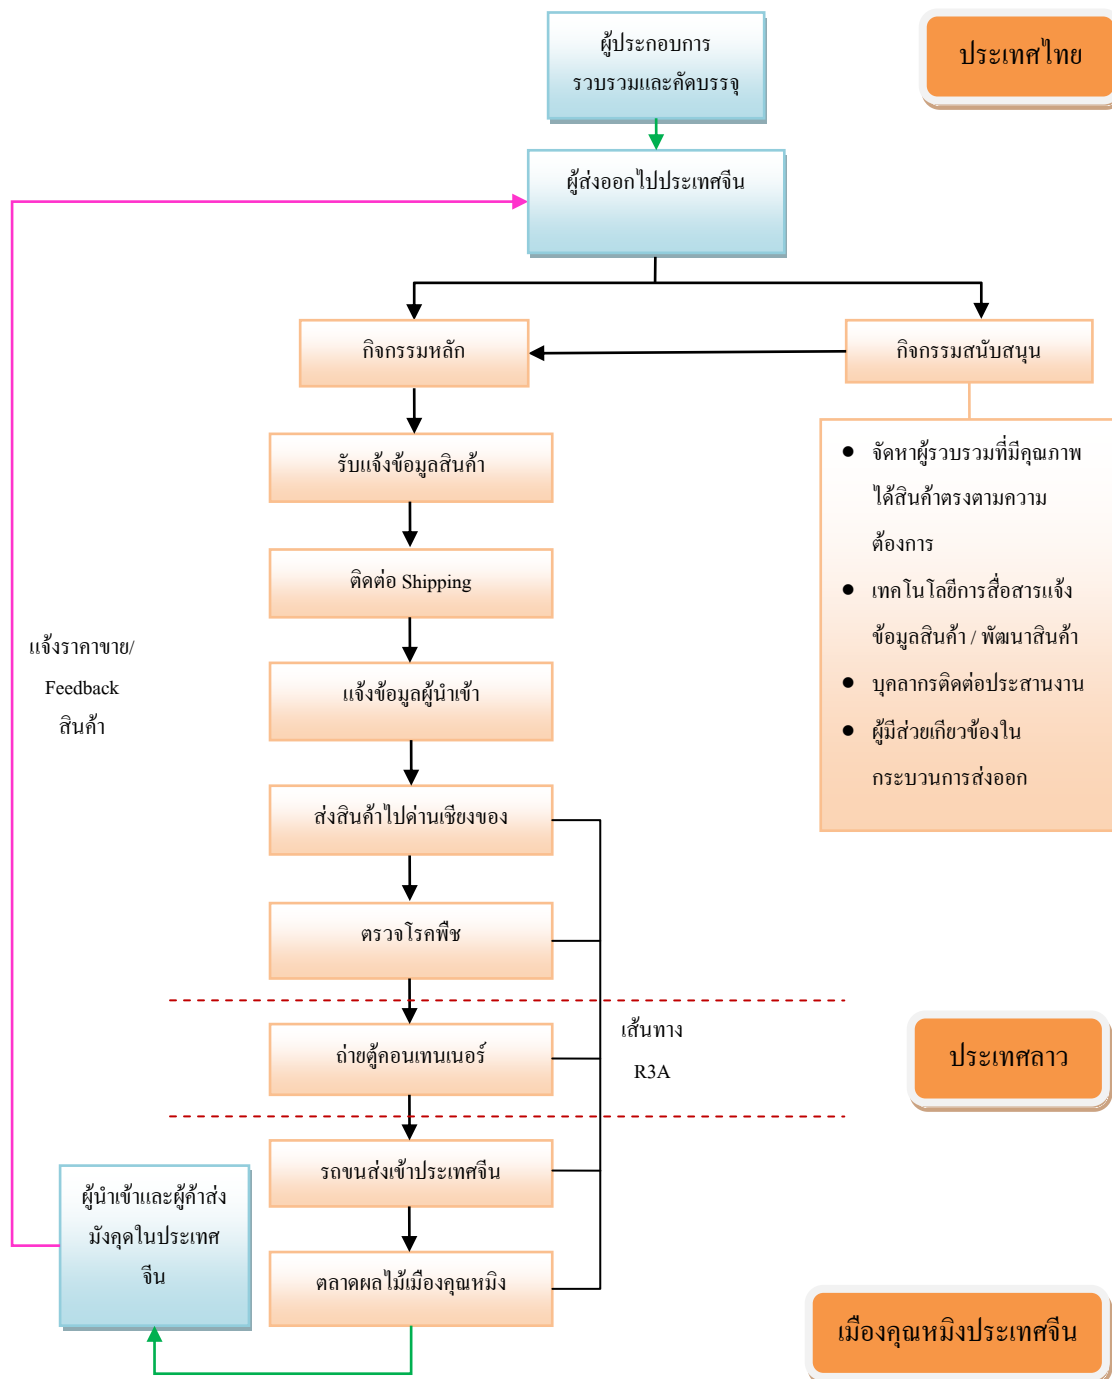 ผู้ประกอบการ
รวบรวมและคัดบรรจุ
ประเทศไทย
ผู้ส่งออกไปประเทศจีน
กิจกรรมหลัก
กิจกรรมสนับสนุน
รับแจ้งข้อมูลสินค้า
ติดต่อ Shipping
แจ้งข้อมูลผู้นำเข้า
ส่งสินค้าไปด่านเชียงของ
ตรวจโรคพืช
● จัดหาผู้รวบรวมที่มีคุณภาพ
ได้สินค้าตรงตามความ
ต้องการ
● เทคโนโลยีการสื่อสารแจ้ง
ข้อมูลสินค้า / พัฒนาสินค้า
● บุคลากรติดต่อประสานงาน
● ผู้มีส่วยเกียวข้องใน
กระบวนการส่งออก
แจ้งราคาขาย/
Feedback
สินค้า
ถ่ายตู้คอนเทนเนอร์
เส้นทาง
R3A
ประเทศลาว
รถขนส่งเข้าประเทศจีน
ตลาดผลไม้เมืองคุณหมิง
ผู้นำเข้าและผู้ค้าส่ง
มังคุดในประเทศ
จีน
เมืองคุณหมิงประเทศจีน